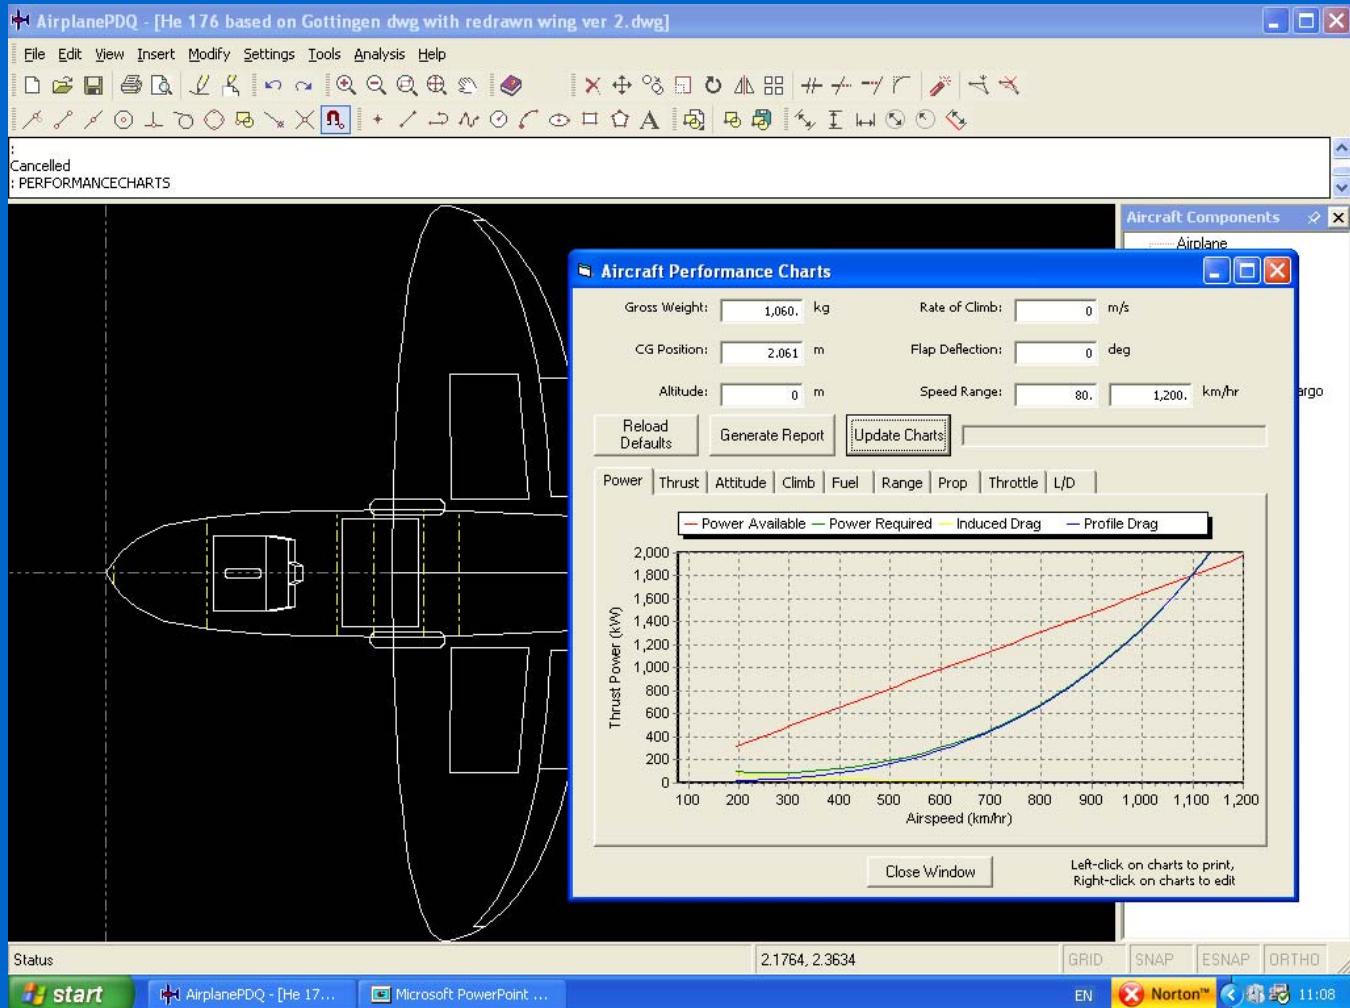 AirplanePDQ - [He 176 based on Gottingen dwg with redrawn wing ver 2.dwg]
File Edit View Insert Modify Settings Tools Analysis Help
:
Cancelled
: PERFORMANCECHARTS
Aircraft Components
Airplane
argo
Aircraft Performance Charts
Gross Weight: 1,060. kg Rate of Climb: 0 m/s
CG Position: 2.061 m Flap Deflection: 0 deg
Altitude: 0 m Speed Range: 80. 1,200. km/hr
Reload Defaults Generate Report Update Charts
Power Thrust Attitude Climb Fuel Range Prop Throttle L/D
Power Available Power Required Induced Drag Profile Drag
Thrust Power (kW)
2,000
1,800
1,600
1,400
1,200
1,000
800
600
400
200
0
100 200 300 400 500 600 700 800 900 1,000 1,100 1,200
Airspeed (km/hr)
Close Window
Left-click on charts to print,
Right-click on charts to edit
Status 2.1764, 2.3634 GRID SNAP ESNAP ORTHO
start AirplanePDQ - [He 17... Microsoft PowerPoint ... EN Norton™ 11:08